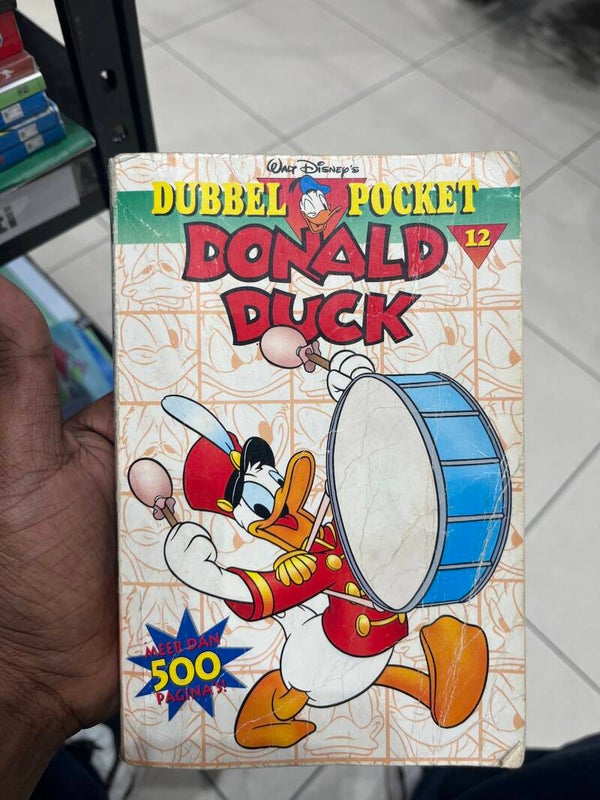 Walt Disney's
DUBBEL POCKET
DONALD
12
DUCK
MEER DAN
500
PAGINA'S!